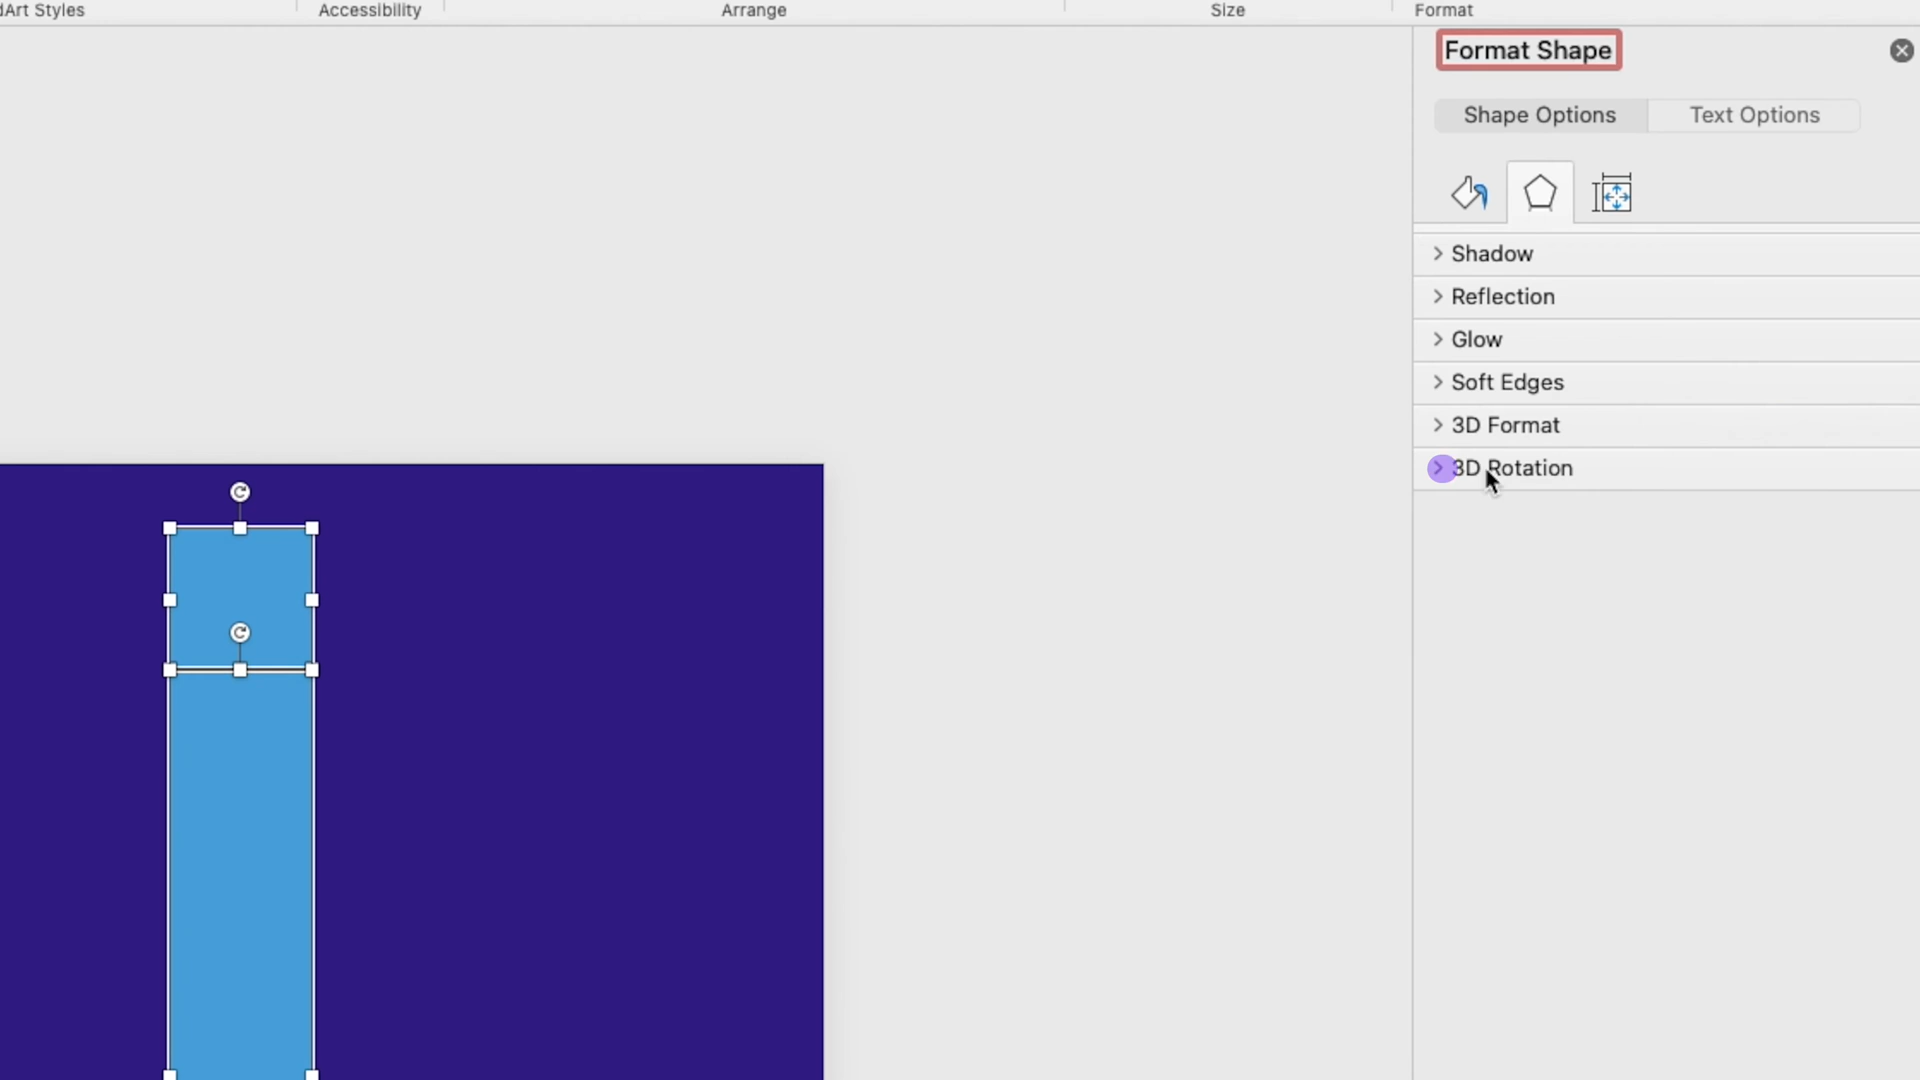 dArt Styles
Accessibility
Arrange
Size
Format
Format Shape
Shape Options
Text Options
Shadow
Reflection
Glow
Soft Edges
3D Format
3D Rotation